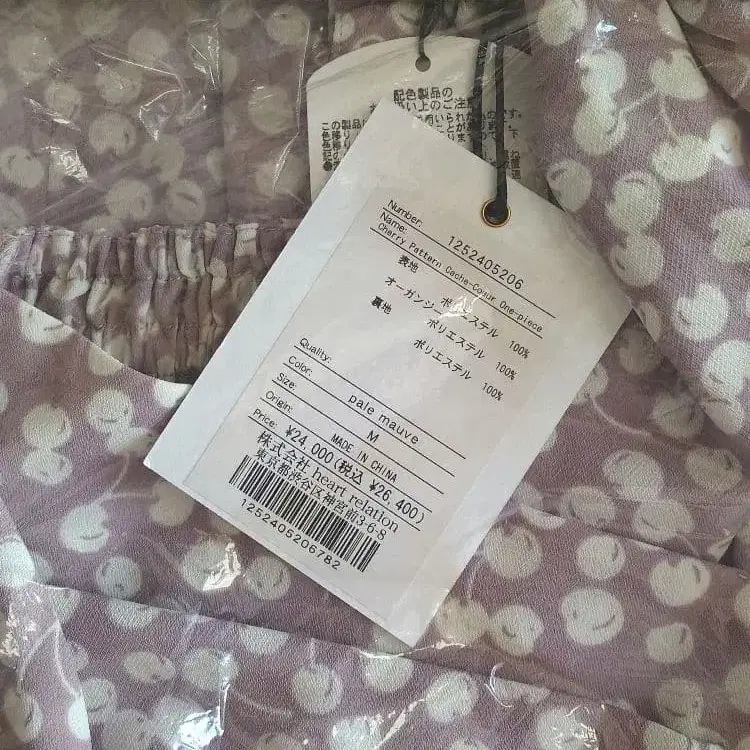 Number: 1252405206
Name:
Cherry Pattern Cache-Coeur One-piece
表地 ポリエステル 100%
オーガンジー ポリエステル 100%
裏地 ポリエステル 100%
Quality:
Color: pale mauve
Size: M
Origin: MADE IN CHINA
Price: ¥24,000(税込 ¥26,400)
株式会社 heart relation
東京都渋谷区神宮前3-6-8
1252405206782